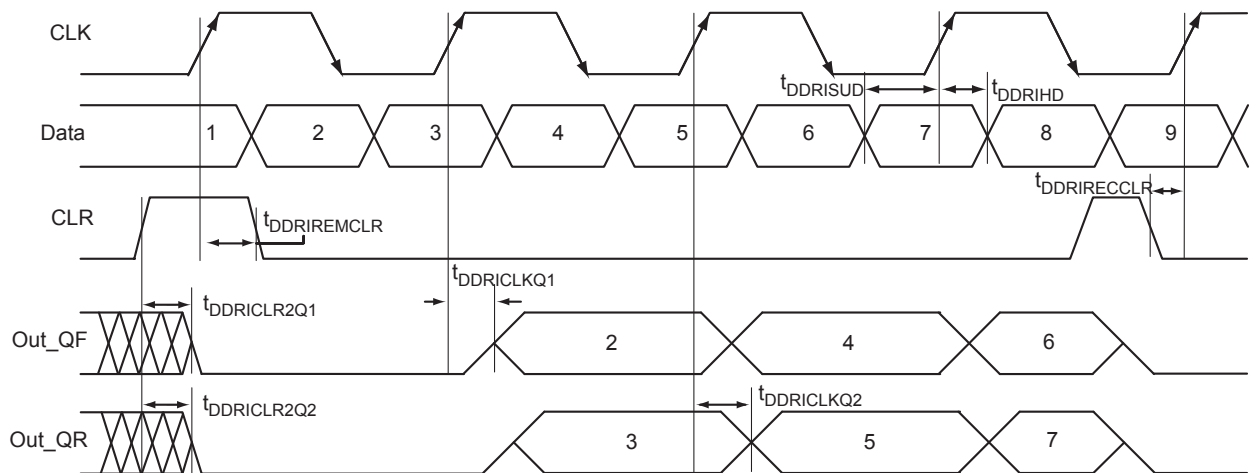 CLK
tDDRISUD
tDDRIHD
Data
1 2 3 4 5 6 7 8 9
tDDRIRECCLR
CLR
tDDRIREMCLR
tDDRICLKQ1
tDDRICLR2Q1
Out_QF
2 4 6
tDDRICLR2Q2
tDDRICLKQ2
Out_QR
3 5 7